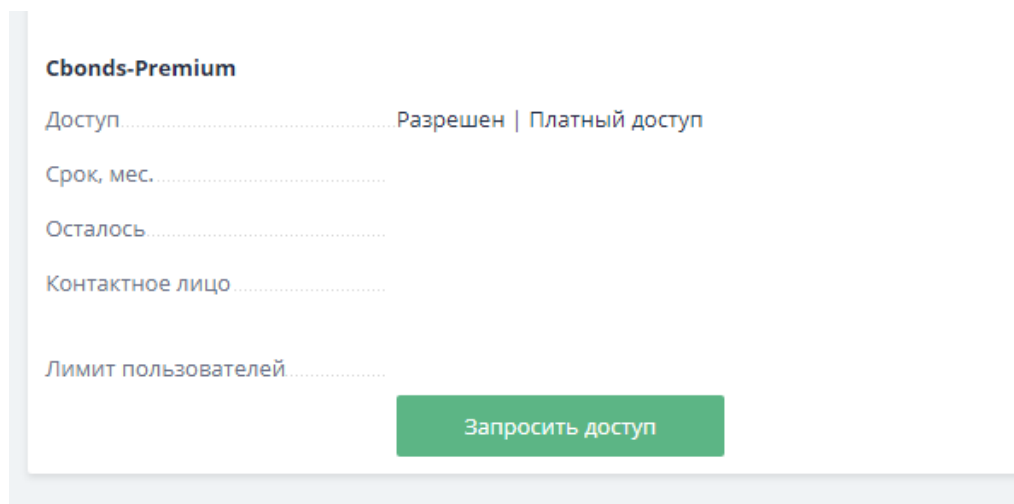 Cbonds-Premium
Доступ Разрешен | Платный доступ
Срок, мес.
Осталось
Контактное лицо
Лимит пользователей
Запросить доступ